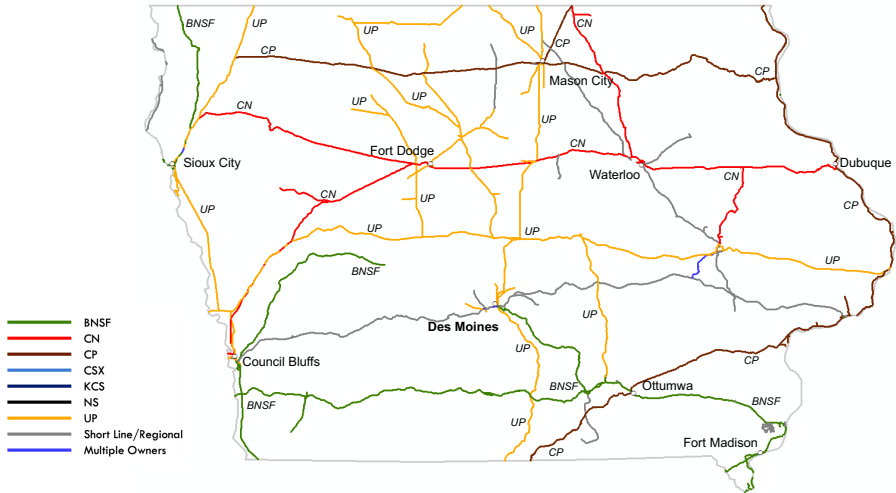 BNSF
UP
UP
UP
CN
CP
CP
CP
Mason City
UP
UP
CN
UP
CN
Fort Dodge
Sioux City
Waterloo
Dubuque
CN
CN
UP
UP
CP
UP
UP
UP
BNSF
UP
UP
Des Moines
UP
CP
Council Bluffs
BNSF
Ottumwa
BNSF
BNSF
UP
Fort Madison
CP
BNSF
CN
CP
CSX
KCS
NS
UP
Short Line/Regional
Multiple Owners